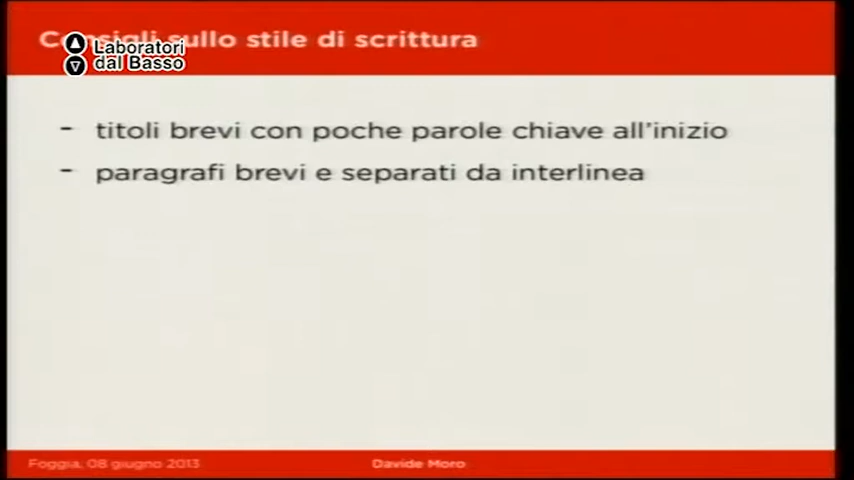 Consigli sullo stile di scrittura
Laboratori
dal Basso
- titoli brevi con poche parole chiave all'inizio
- paragrafi brevi e separati da interlinea
Foggia, 08 giugno 2013
Davide Moro